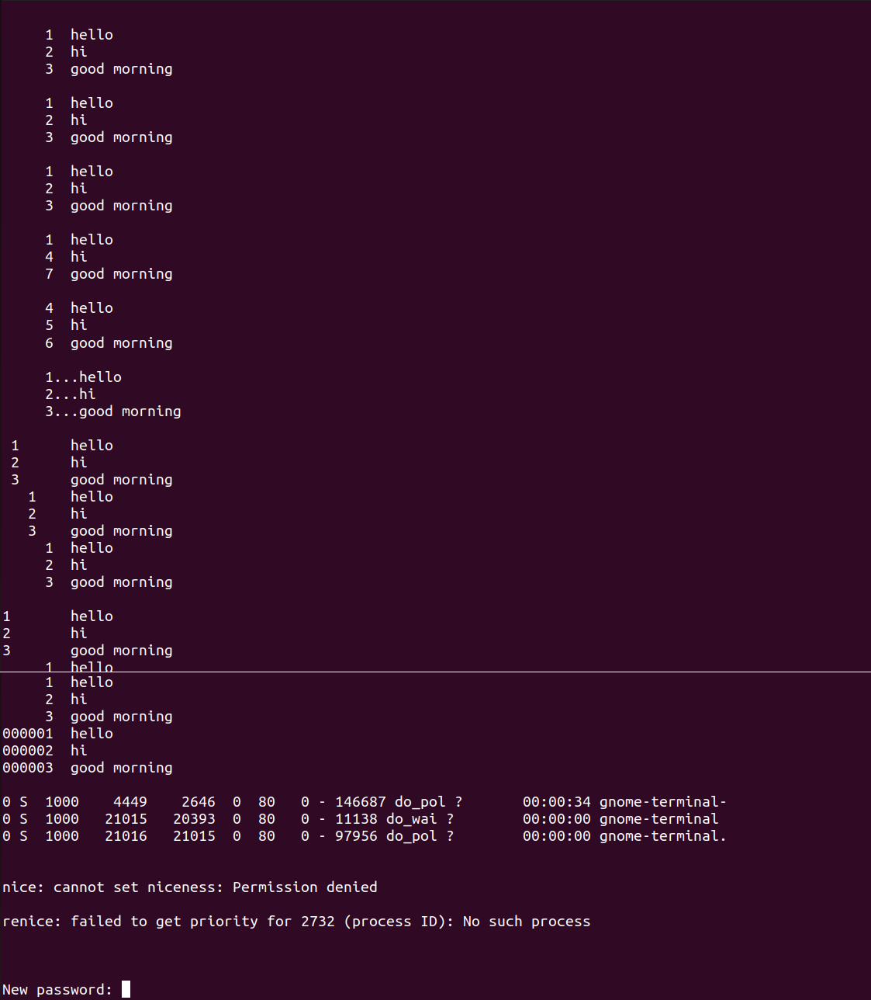 1  hello
     2  hi
     3  good morning

     1  hello
     2  hi
     3  good morning

     1  hello
     2  hi
     3  good morning

     1  hello
     4  hi
     7  good morning

     4  hello
     5  hi
     6  good morning

     1...hello
     2...hi
     3...good morning

 1      hello
 2      hi
 3      good morning
   1    hello
   2    hi
   3    good morning
     1  hello
     2  hi
     3  good morning

1       hello
2       hi
3       good morning
     1  hello
     1  hello
     2  hi
     3  good morning
000001  hello
000002  hi
000003  good morning

0 S  1000    4449    2646  0  80   0 - 146687 do_pol ?       00:00:34 gnome-terminal-
0 S  1000   21015   20393  0  80   0 - 11138 do_wai ?        00:00:00 gnome-terminal
0 S  1000   21016   21015  0  80   0 - 97956 do_pol ?        00:00:00 gnome-terminal.

nice: cannot set niceness: Permission denied

renice: failed to get priority for 2732 (process ID): No such process

New password: